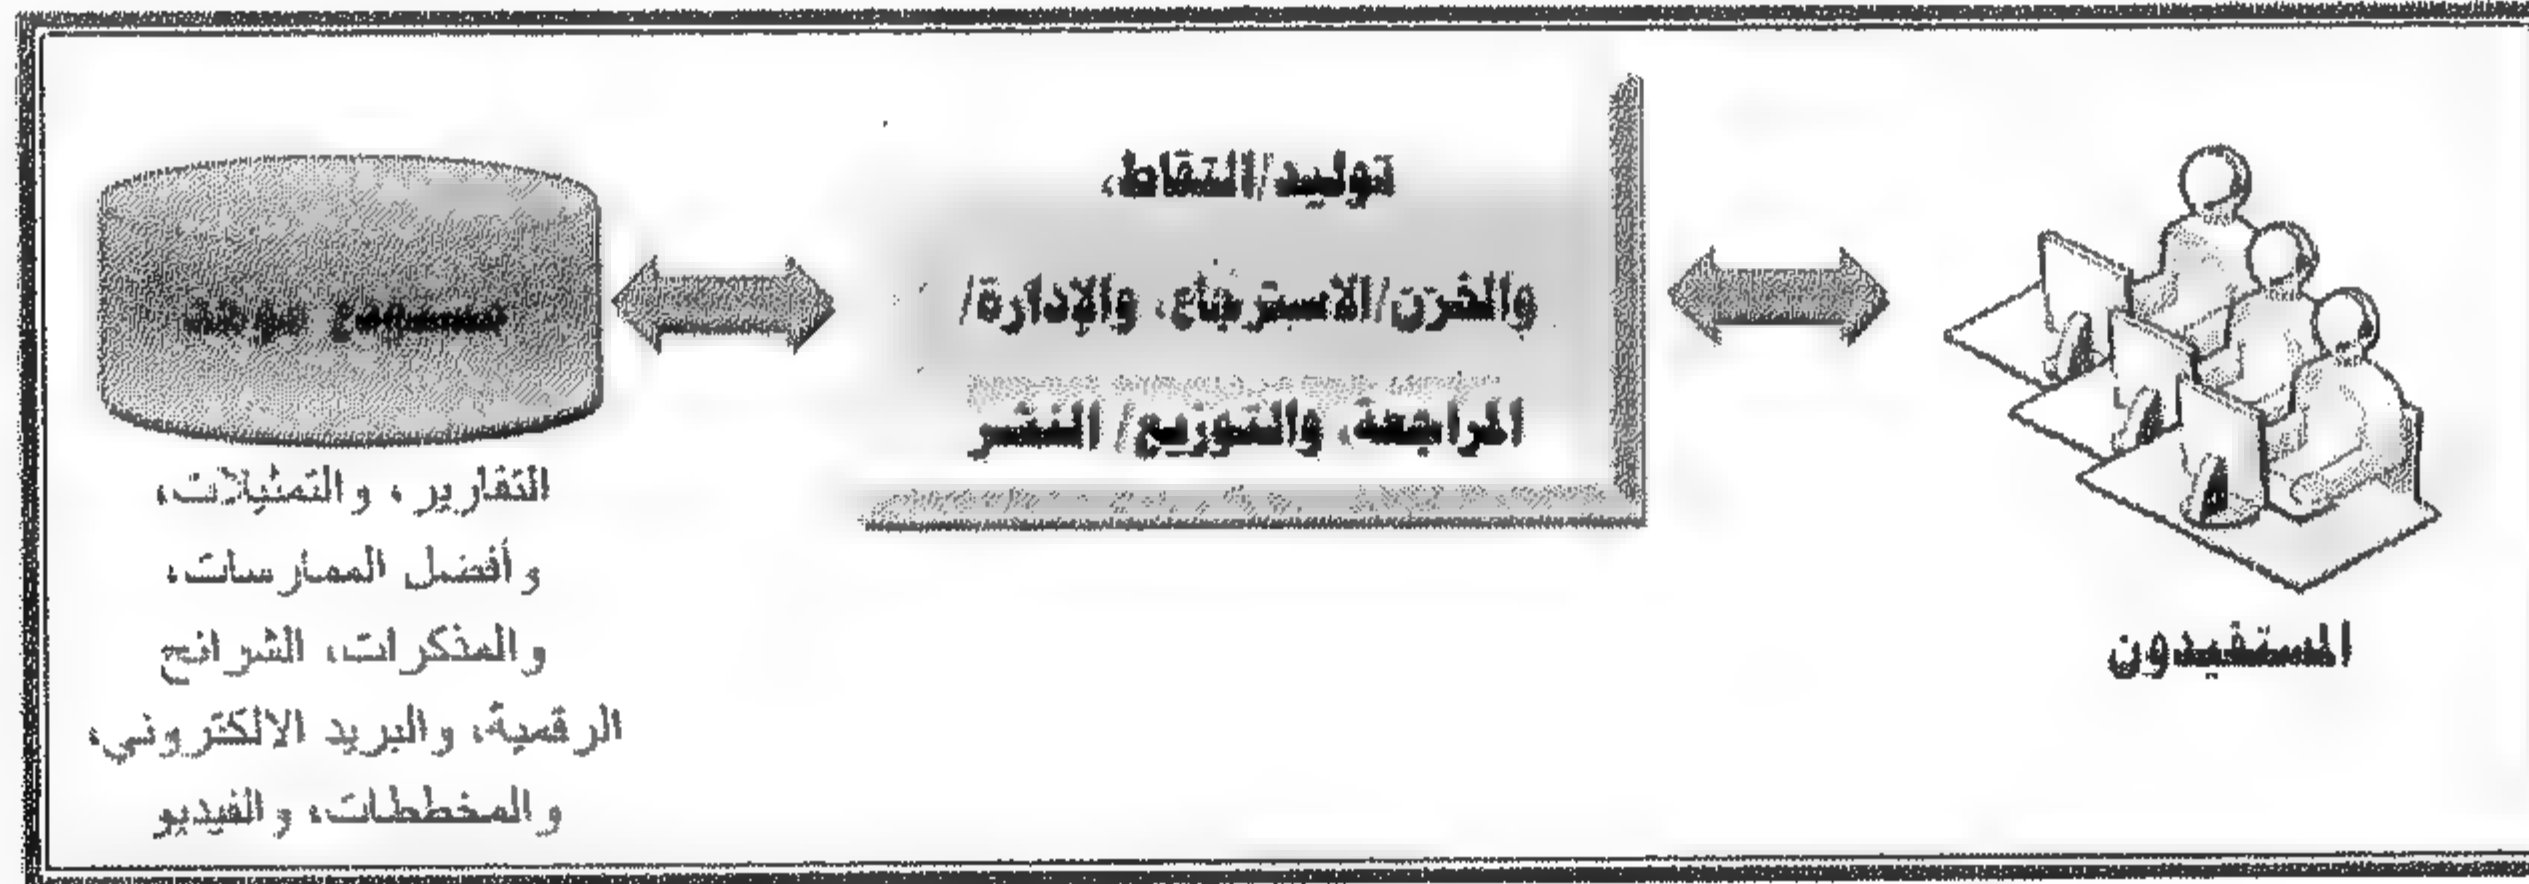 توليد/التقاط،
والخزن/الاسترجاع، والإدارة/
المراجعة، والتوزيع/ النشر
المستفيدون
مستودع
التقارير، والتمثيلات،
وأفضل الممارسات،
والمذكرات، الشرائح
الرقمية، والبريد الالكتروني،
والمخططات، والفيديو